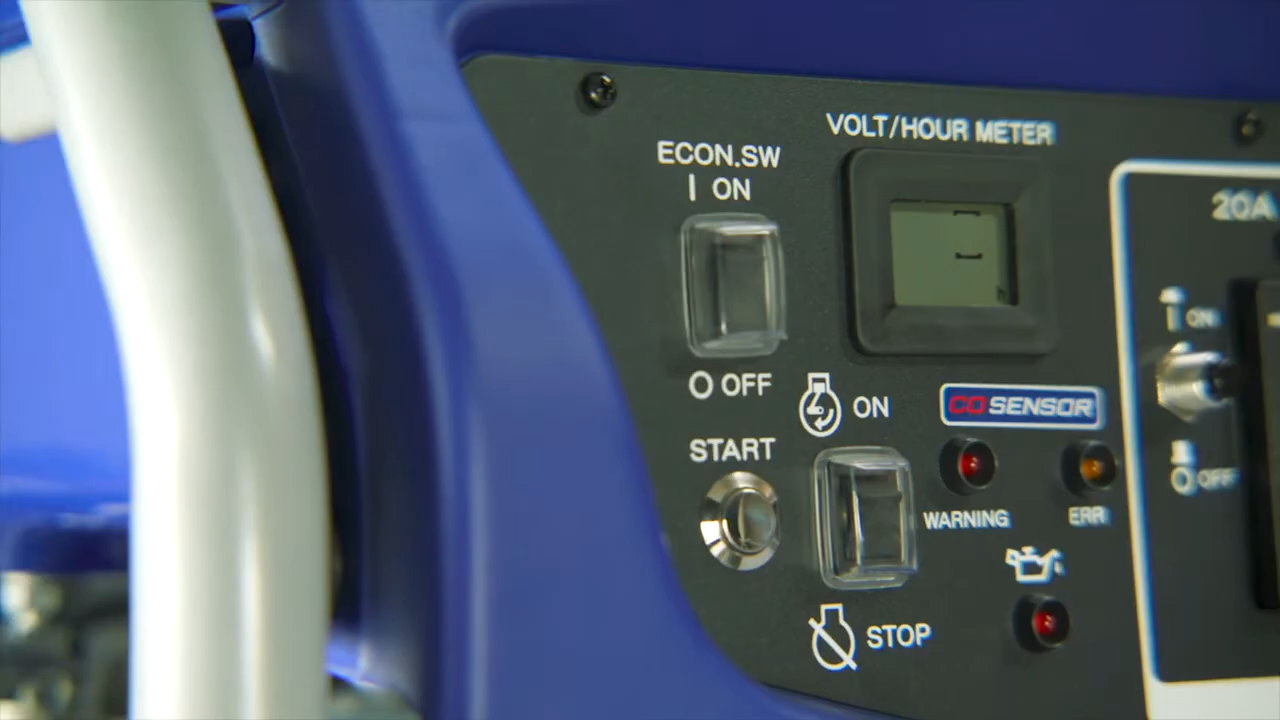 VOLT/HOUR METER
ECON.SW
I ON
O OFF
20A
ON
OFF
ON
CO SENSOR
START
WARNING
ERR
STOP